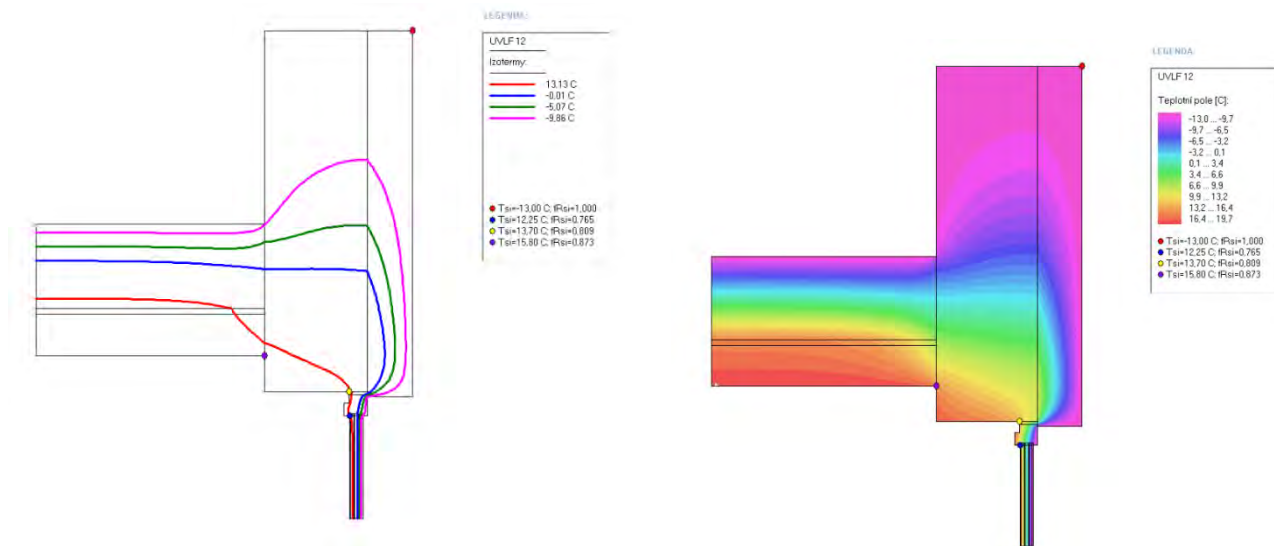 LEGENDA:
UVLF 12
Izotermy:
13,13 C
-0,01 C
-5,07 C
-9,86 C
Tsi=-13,00 C; fRsi=1,000
Tsi=12,25 C; fRsi=0,765
Tsi=13,70 C; fRsi=0,809
Tsi=15,80 C; fRsi=0,873
LEGENDA:
UVLF 12
Teplotní pole [C]:
-13,0 ... -9,7
-9,7 ... -6,5
-6,5 ... -3,2
-3,2 ... 0,1
0,1 ... 3,4
3,4 ... 6,6
6,6 ... 9,9
9,9 ... 13,2
13,2 ... 16,4
16,4 ... 19,7
Tsi=-13,00 C; fRsi=1,000
Tsi=12,25 C; fRsi=0,765
Tsi=13,70 C; fRsi=0,809
Tsi=15,80 C; fRsi=0,873